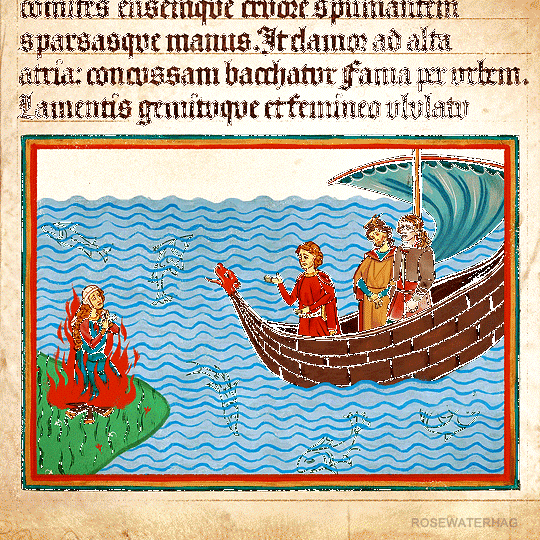 comites ensemque cruore spumantem
sparsasque manus. It clamor ad alta
atria: concussam bacchatur Fama per urbem.
Lamentis gemituque et femineo ululatu
ROSEWATERHAG